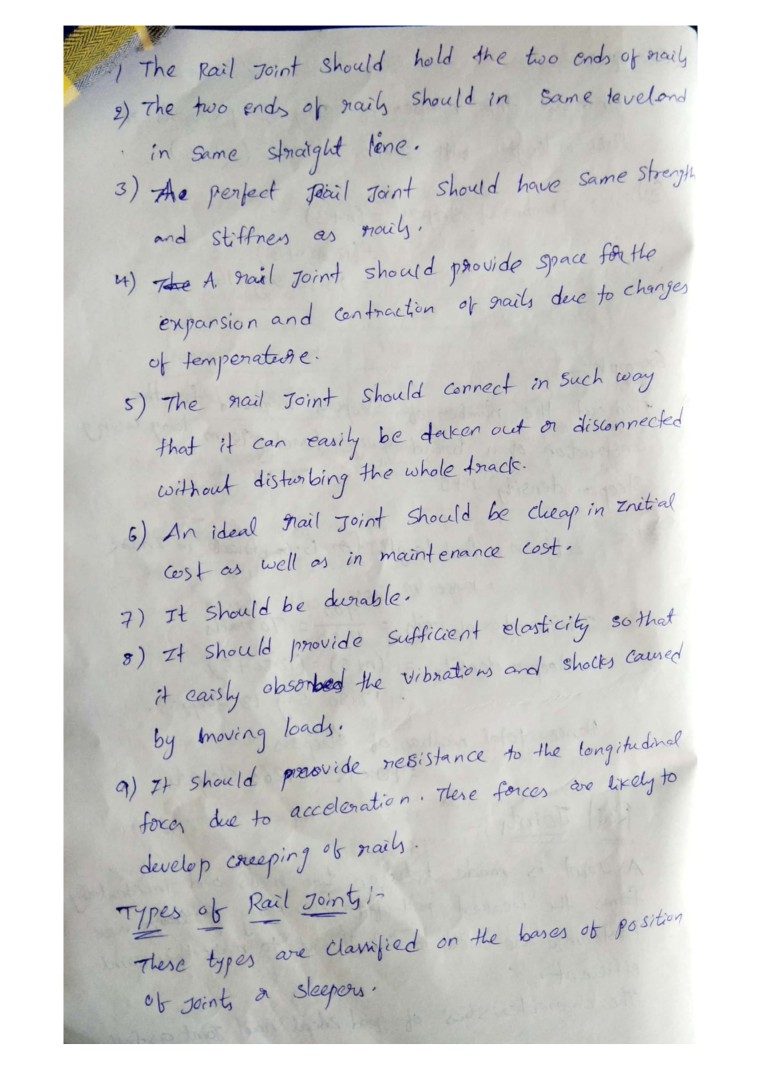 1 The Rail Joint Should hold the two ends of rails
2) The two ends of rails should in same level and
in same straight line.
3) A perfect Rail Joint should have same strength
and stiffness as rails.
4) A rail Joint should provide space for the
expansion and contraction of rails due to changes
of temperature.
5) The rail Joint should connect in such way
that it can easily be taken out or disconnected
without disturbing the whole track.
6) An ideal rail Joint should be cheap in Initial
cost as well as in maintenance cost.
7) It should be durable.
8) It should provide sufficient elasticity so that
it eaisly absorbed the vibrations and shocks caused
by moving loads.
9) It should provide resistance to the longitudinal
forces due to acceleration. These forces are likely to
develop creeping of rails.
Types of Rail Joints :-
These types are classified on the bases of position
of Joints or sleepers.